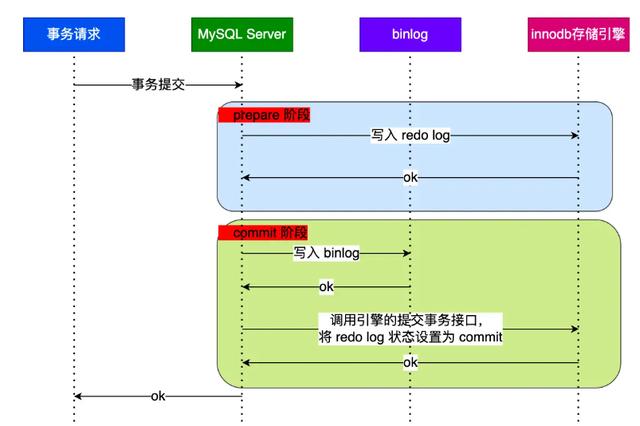 事务请求
MySQL Server
binlog
innodb存储引擎
事务提交
prepare 阶段
写入 redo log
ok
commit 阶段
写入 binlog
ok
调用引擎的提交事务接口，
将 redo log 状态设置为 commit
ok
ok